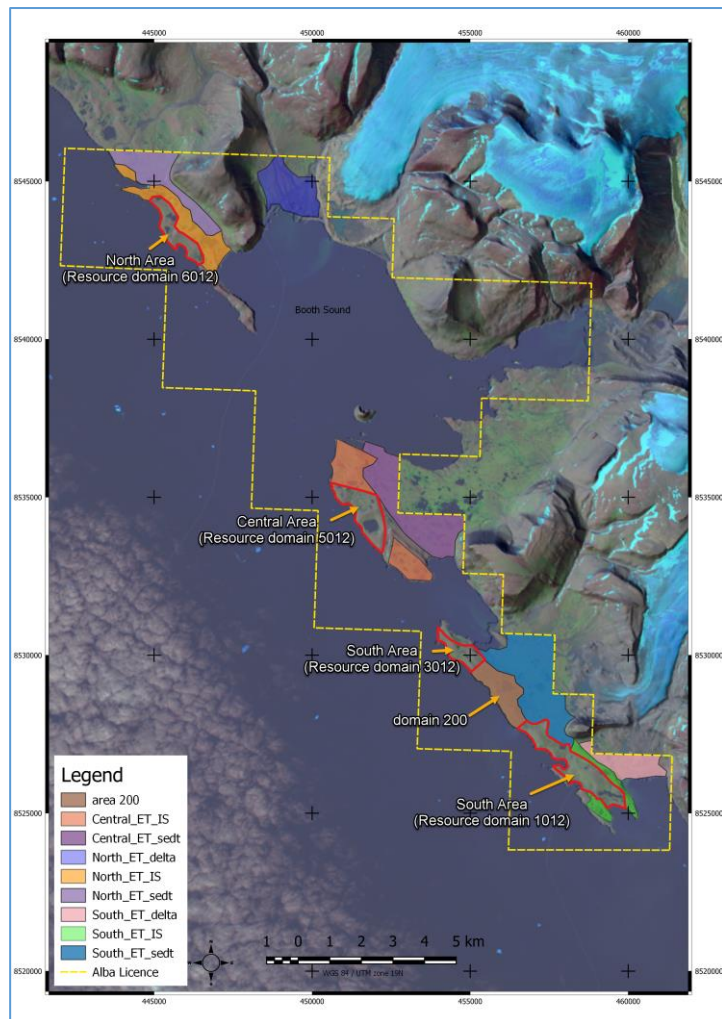 445000 450000 455000 460000
8545000 8545000
North Area
(Resource domain 6012)
Booth Sound
8540000 8540000
8535000 8535000
Central Area
(Resource domain 5012)
8530000 8530000
South Area
(Resource domain 3012)
domain 200
South Area
(Resource domain 1012)
8525000 8525000
Legend
area 200
Central_ET_IS
Central_ET_sedt
North_ET_delta
North_ET_IS
North_ET_sedt
South_ET_delta
South_ET_IS
South_ET_sedt
Alba Licence
1 0 1 2 3 4 5 km
WGS 84 / UTM zone 19N
8520000 8520000
445000 450000 455000 460000